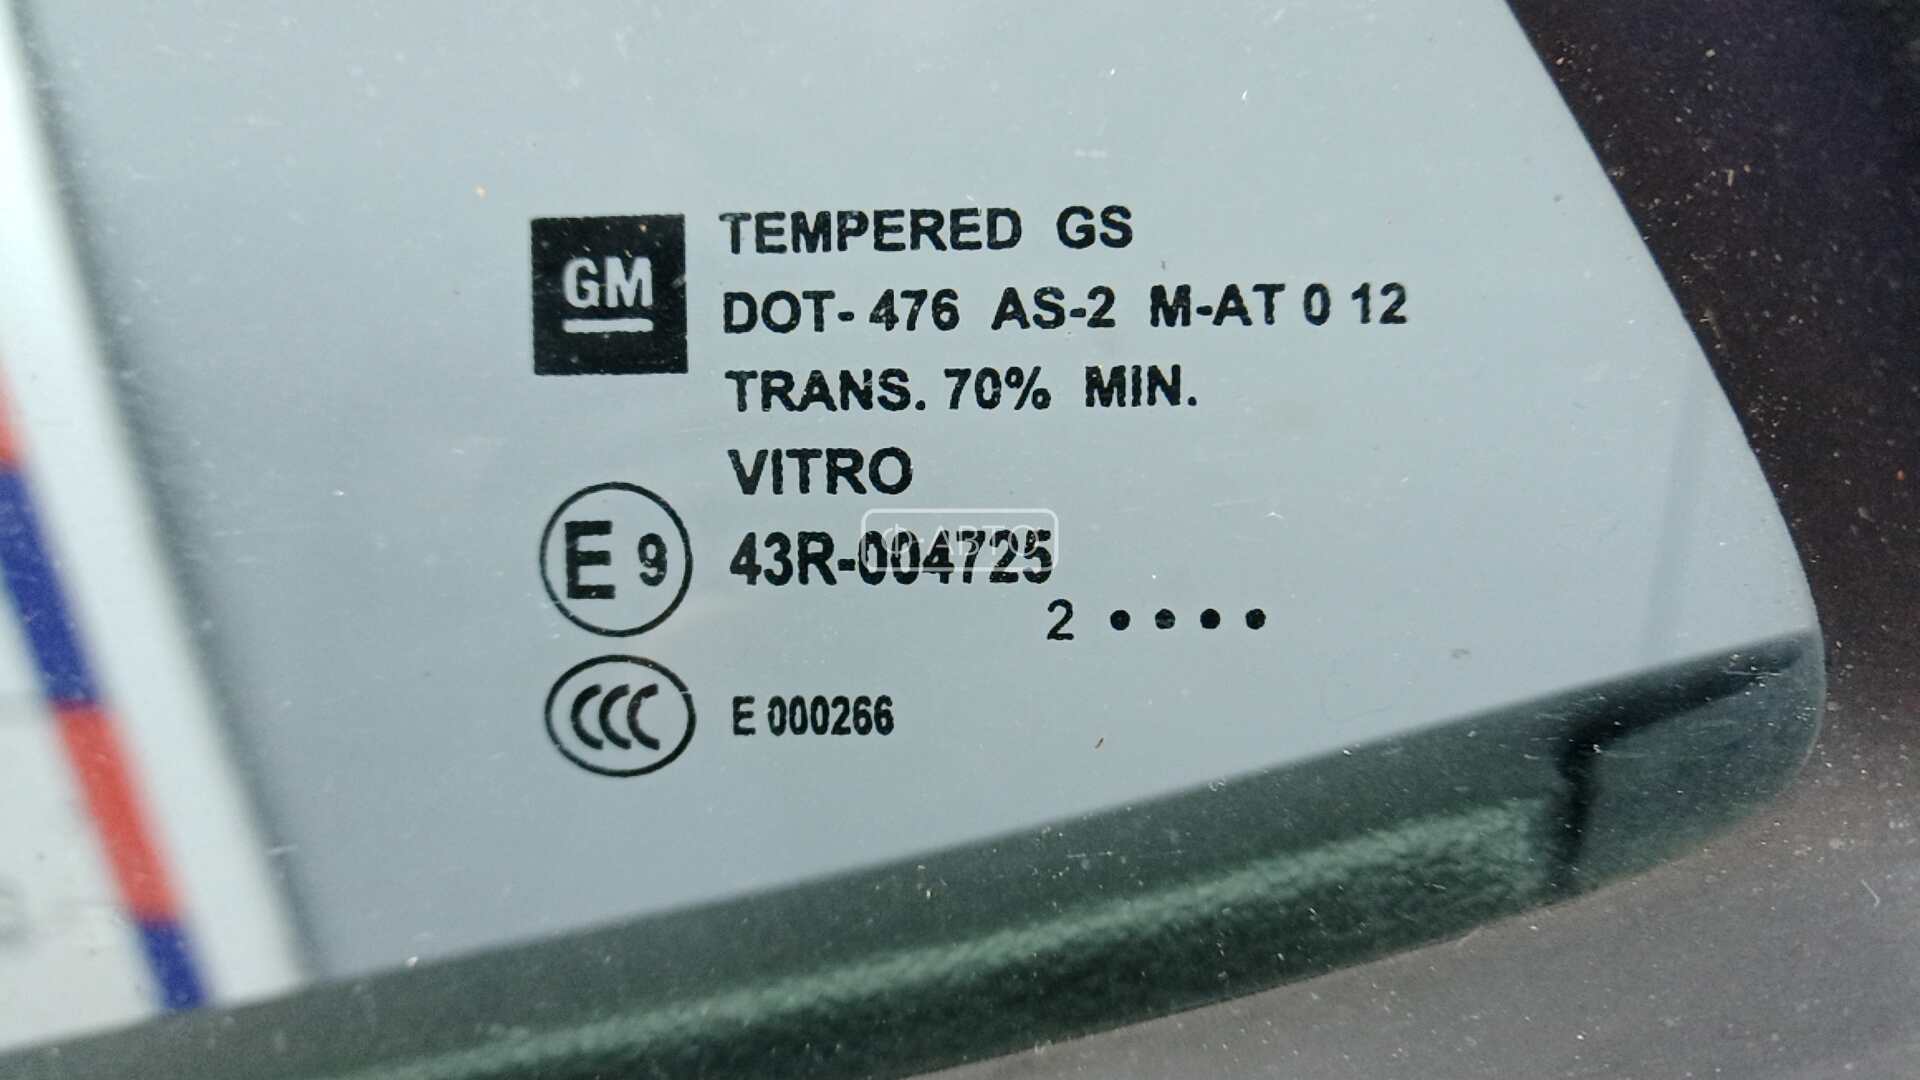 GM
TEMPERED GS
DOT- 476 AS-2 M-AT 0 12
TRANS. 70% MIN.
VITRO
E 9 43R-004725
Ф АВТО
2 • • • •
CCC E 000266